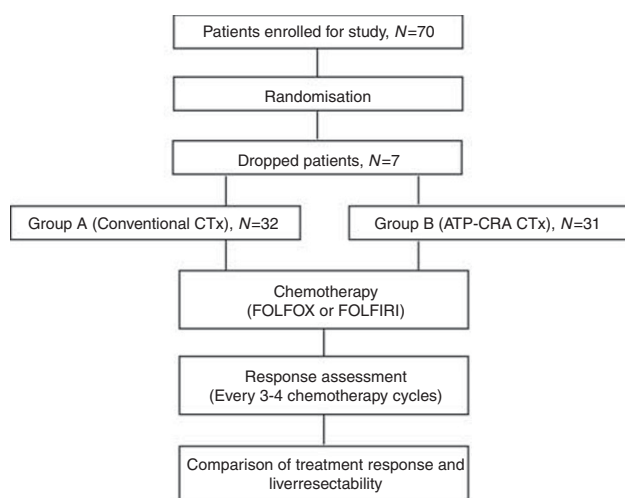 Patients enrolled for study, N=70
Randomisation
Dropped patients, N=7
Group A (Conventional CTx), N=32
Group B (ATP-CRA CTx), N=31
Chemotherapy
(FOLFOX or FOLFIRI)
Response assessment
(Every 3-4 chemotherapy cycles)
Comparison of treatment response and
liverresectability